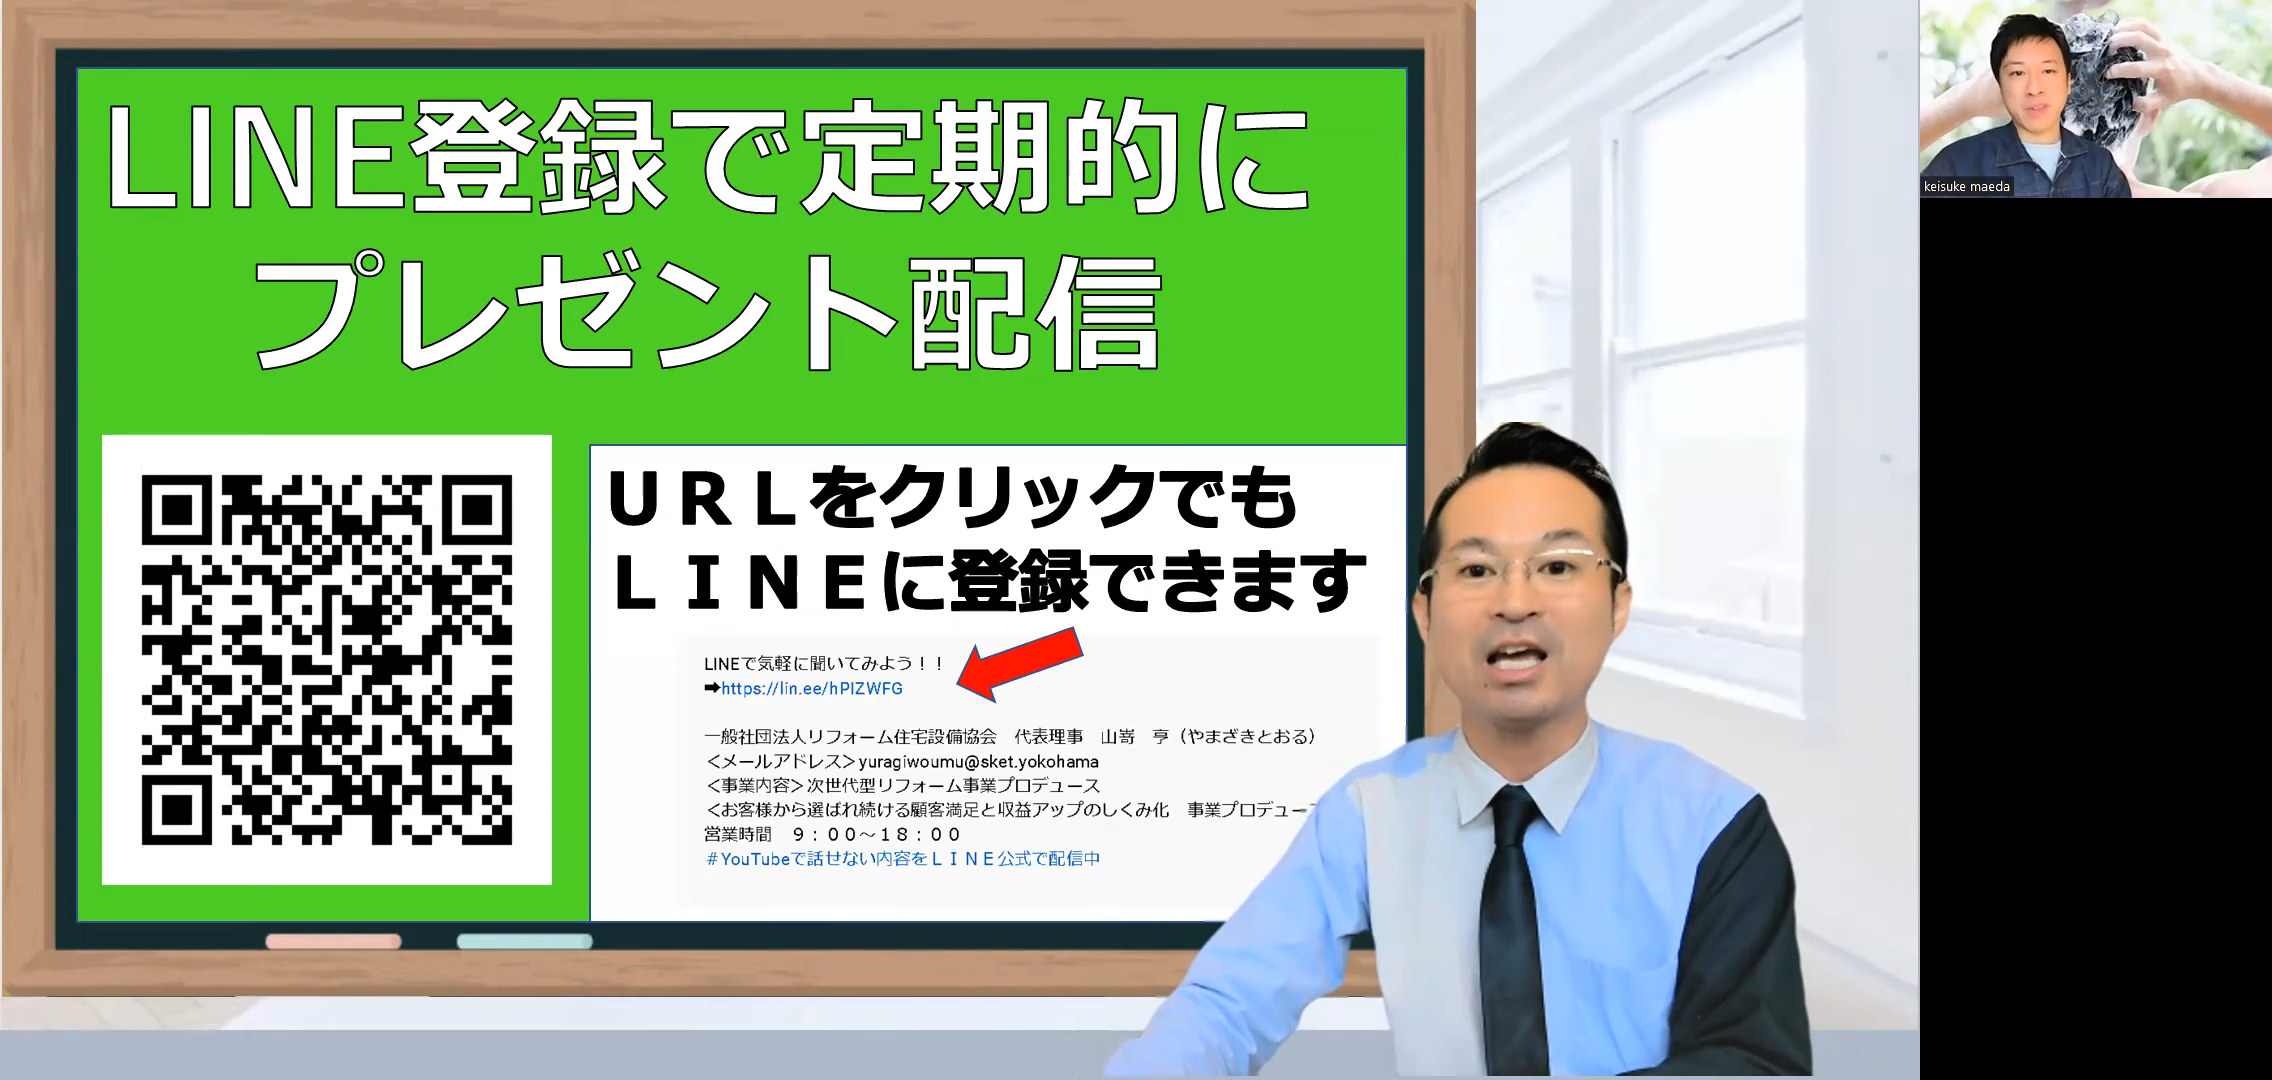 LINE登録で定期的に
プレゼント配信
ＵＲＬをクリックでも
ＬＩＮＥに登録できます
LINEで気軽に聞いてみよう！！
➡https://lin.ee/hPIZWFG
一般社団法人リフォーム住宅設備協会　代表理事　山嵜　亨（やまざきとおる）
＜メールアドレス＞yuragiwoumu@sket.yokohama
＜事業内容＞次世代型リフォーム事業プロデュース
＜お客様から選ばれ続ける顧客満足と収益アップのしくみ化　事業プロデュー
営業時間　９：００～１８：００
＃YouTubeで話せない内容をＬＩＮＥ公式で配信中
keisuke maeda